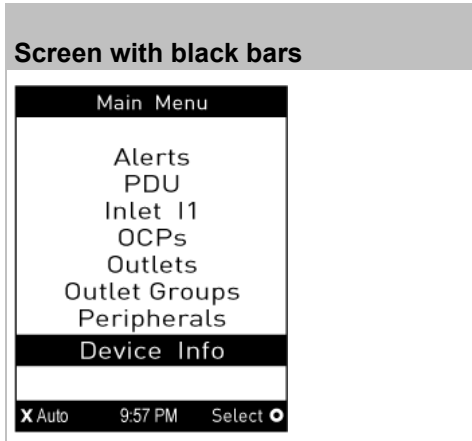 Screen with black bars
Main Menu
Alerts
PDU
Inlet I1
OCPs
Outlets
Outlet Groups
Peripherals
Device Info
X Auto 9:57 PM Select